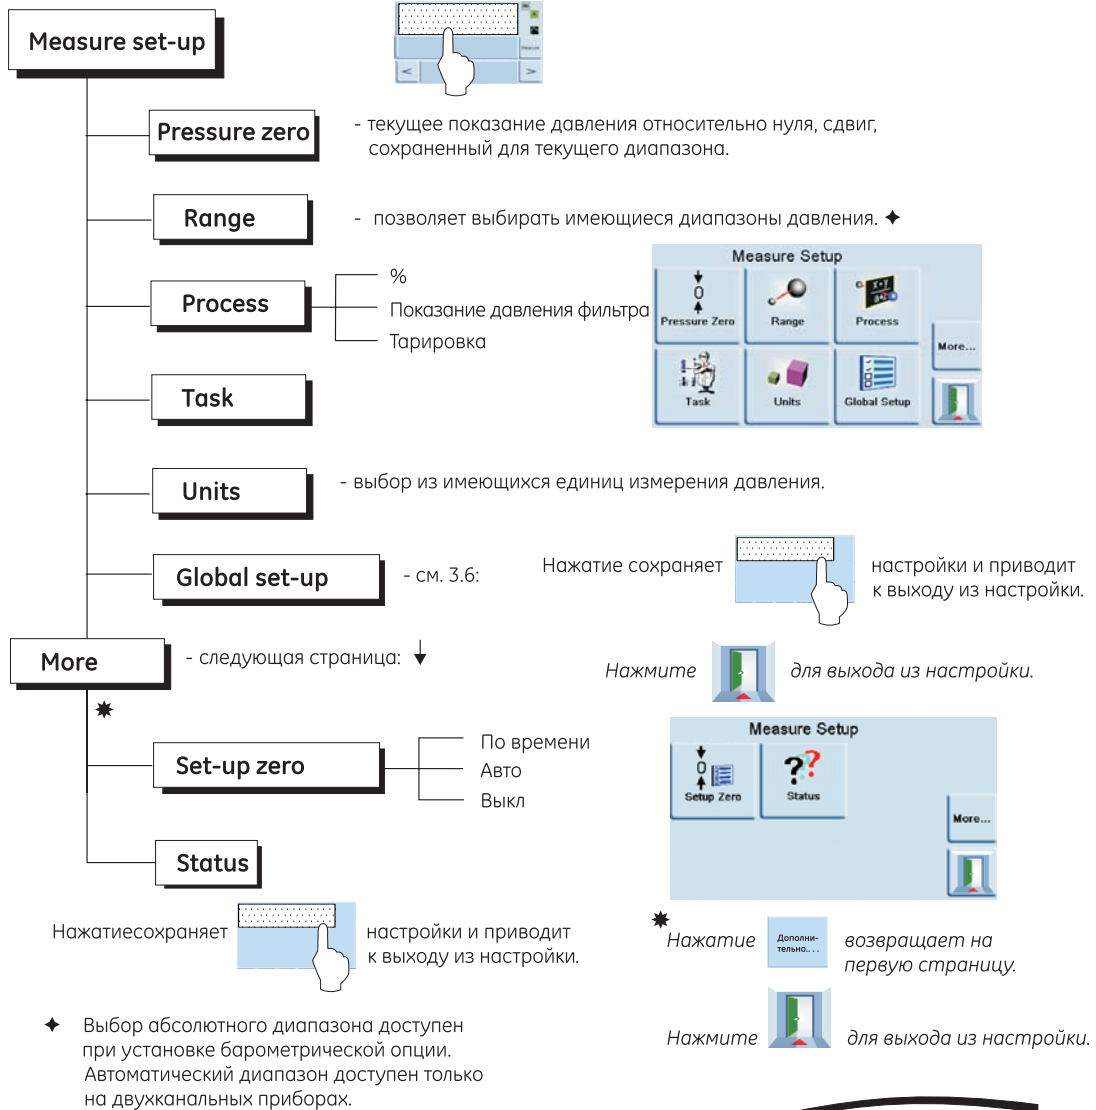 Measure set-up
Measure
<
>
Pressure zero
- текущее показание давления относительно нуля, сдвиг,
сохраненный для текущего диапазона.
Range
- позволяет выбирать имеющиеся диапазоны давления. ✦
Process
%
Показание давления фильтра
Тарировка
Measure Setup
0
Pressure Zero
Range
Process
More...
Task
Units
Global Setup
Task
Units
- выбор из имеющихся единиц измерения давления.
Global set-up
- см. 3.6:
Нажатие сохраняет
настройки и приводит
к выходу из настройки.
More
- следующая страница: ↓
Нажмите
для выхода из настройки.
✸
Set-up zero
По времени
Авто
Выкл
Measure Setup
0
Setup Zero
??
Status
More...
Status
Нажатиесохраняет
настройки и приводит
к выходу из настройки.
✸
Нажатие
Дополни-
тельно....
возвращает на
первую страницу.
Нажмите
для выхода из настройки.
✦ Выбор абсолютного диапазона доступен
при установке барометрической опции.
Автоматический диапазон доступен только
на двухканальных приборах.